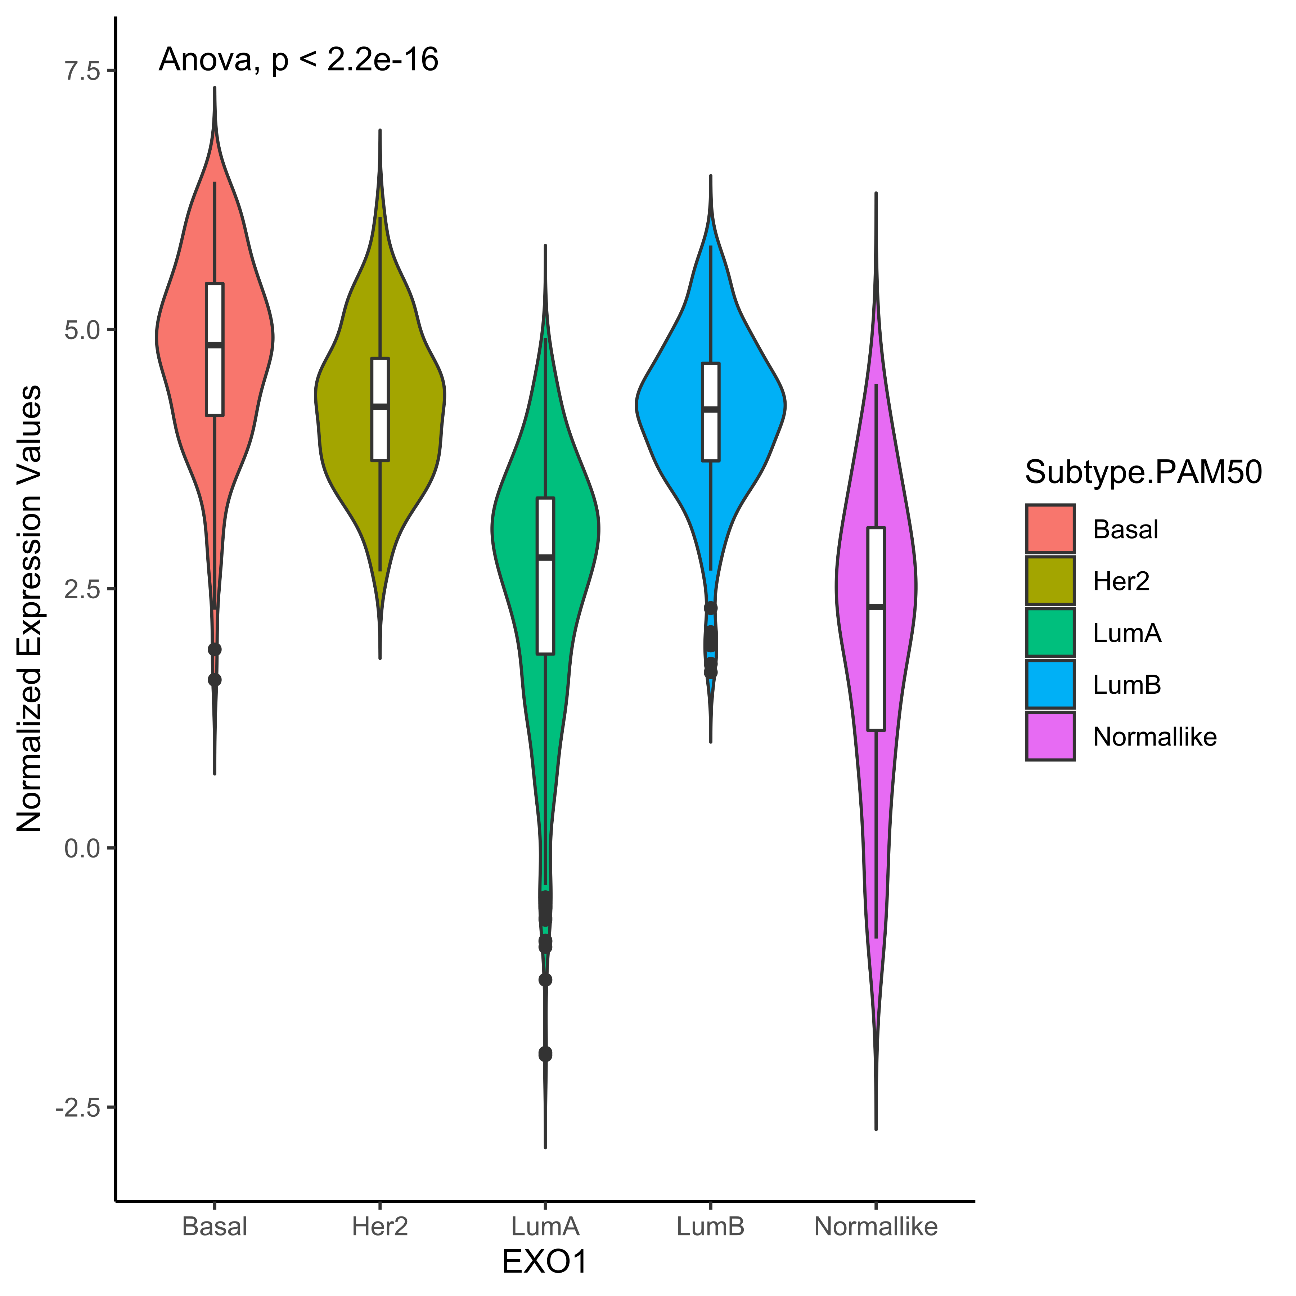 Anova, p < 2.2e-16
7.5
5.0
2.5
0.0
-2.5
Normalized Expression Values
Basal
Her2
LumA
LumB
Normallike
EXO1
Subtype.PAM50
Basal
Her2
LumA
LumB
Normallike